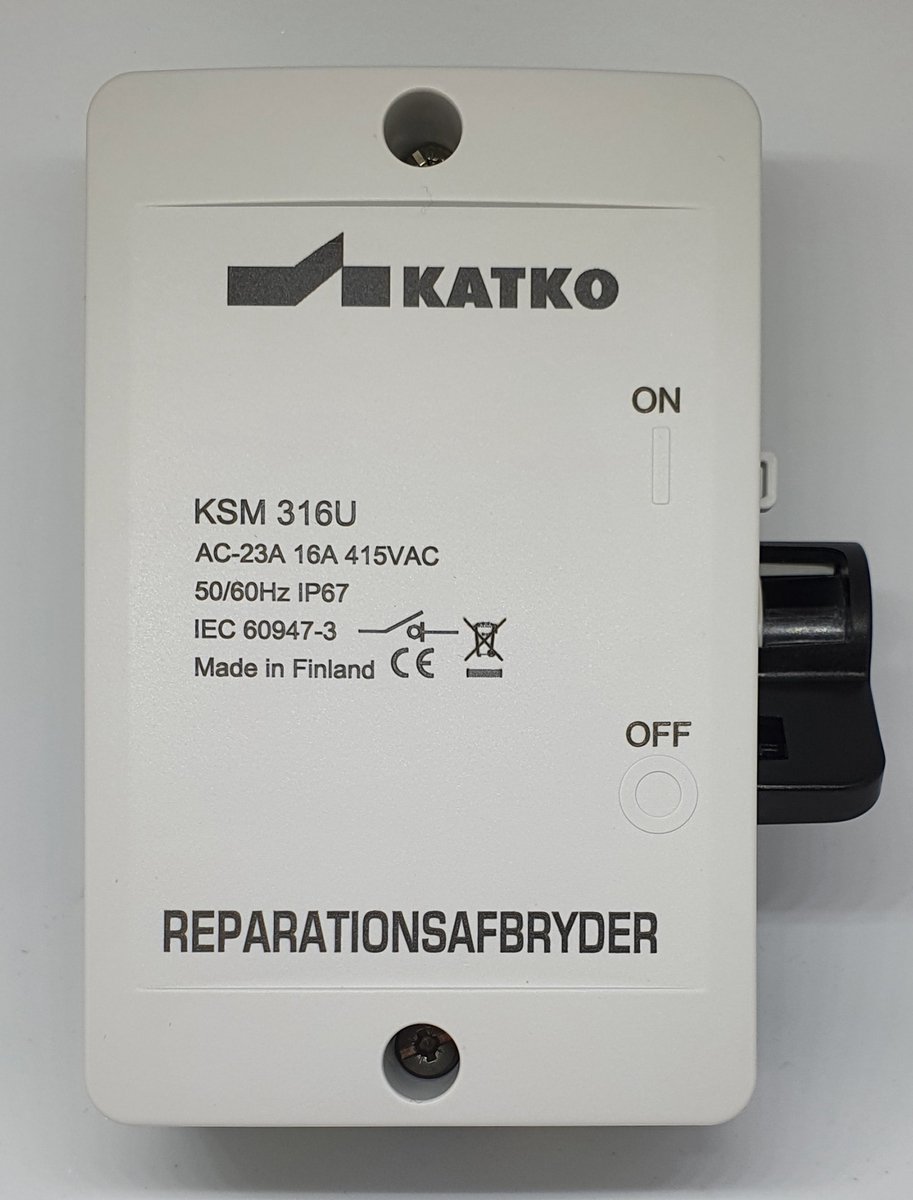 KATKO
ON
KSM 316U
AC-23A 16A 415VAC
50/60Hz IP67
IEC 60947-3
Made in Finland CE
OFF
REPARATIONSAFBRYDER